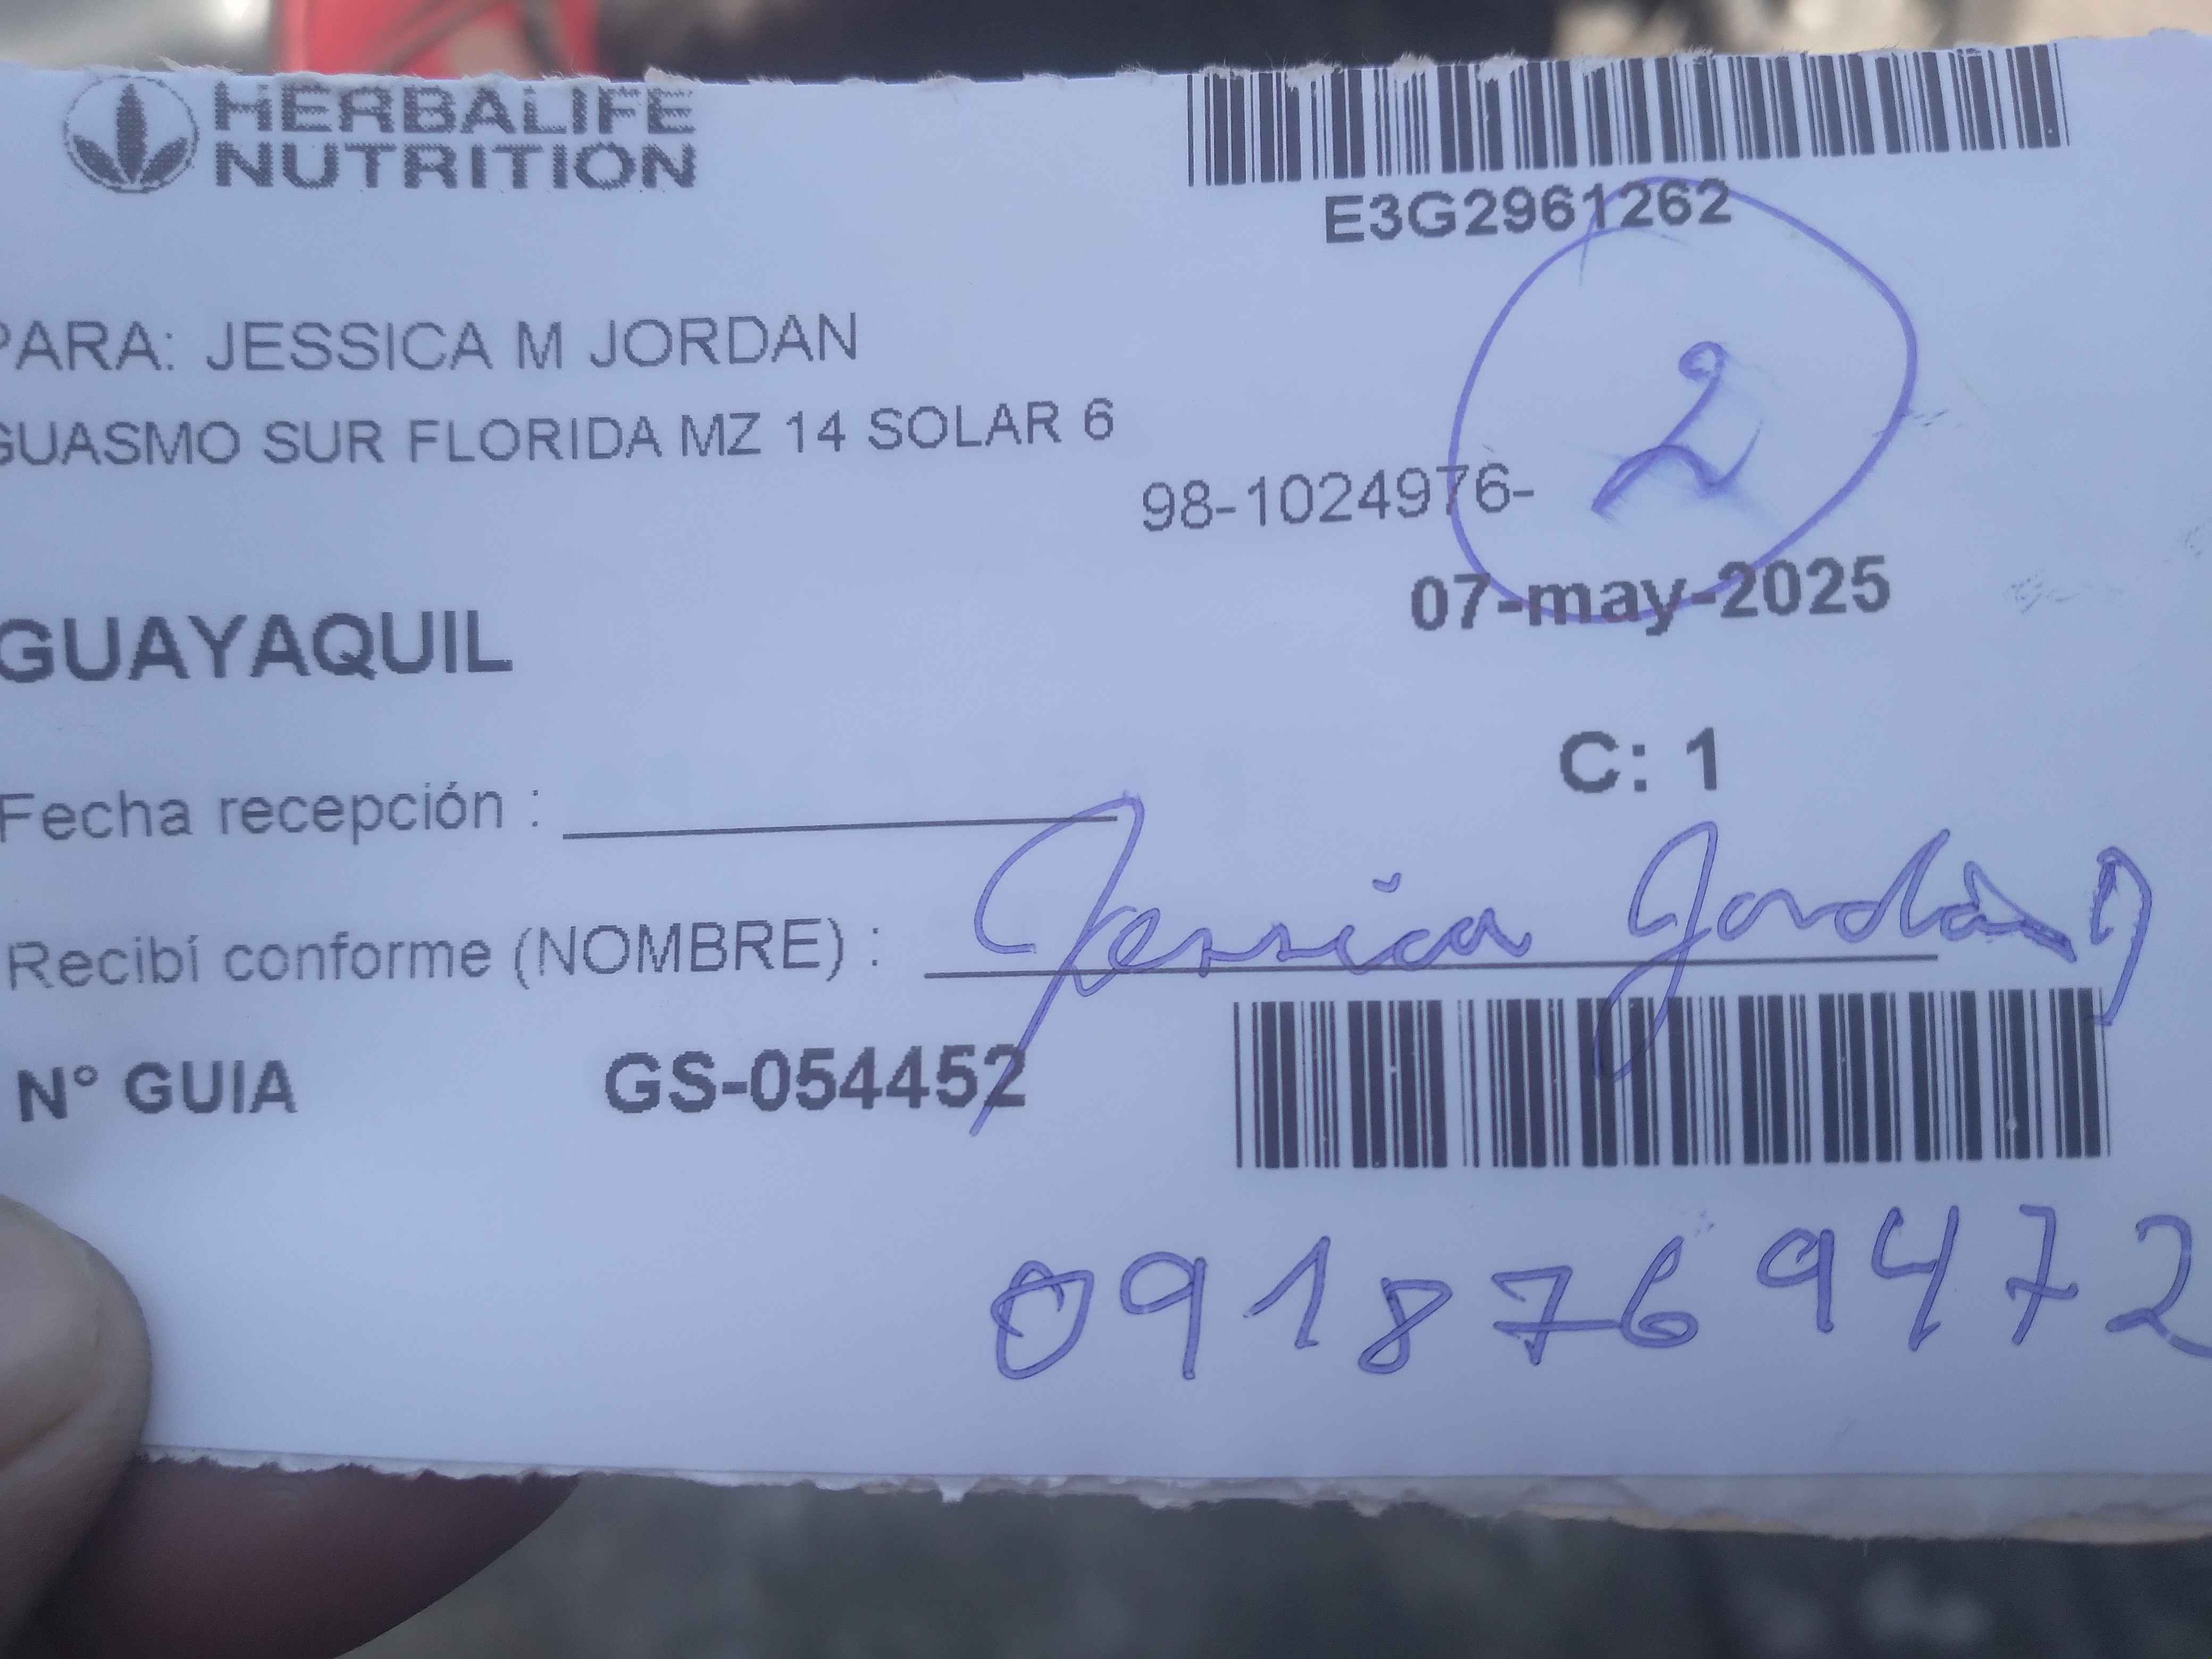 HERBALIFE
NUTRITION
E3G2961262
PARA: JESSICA M JORDAN
GUASMO SUR FLORIDA MZ 14 SOLAR 6
98-1024976-
2
07-may-2025
GUAYAQUIL
C: 1
Fecha recepción :
Recibí conforme (NOMBRE) : Jessica Jordán
N° GUIA GS-054452
0918769472